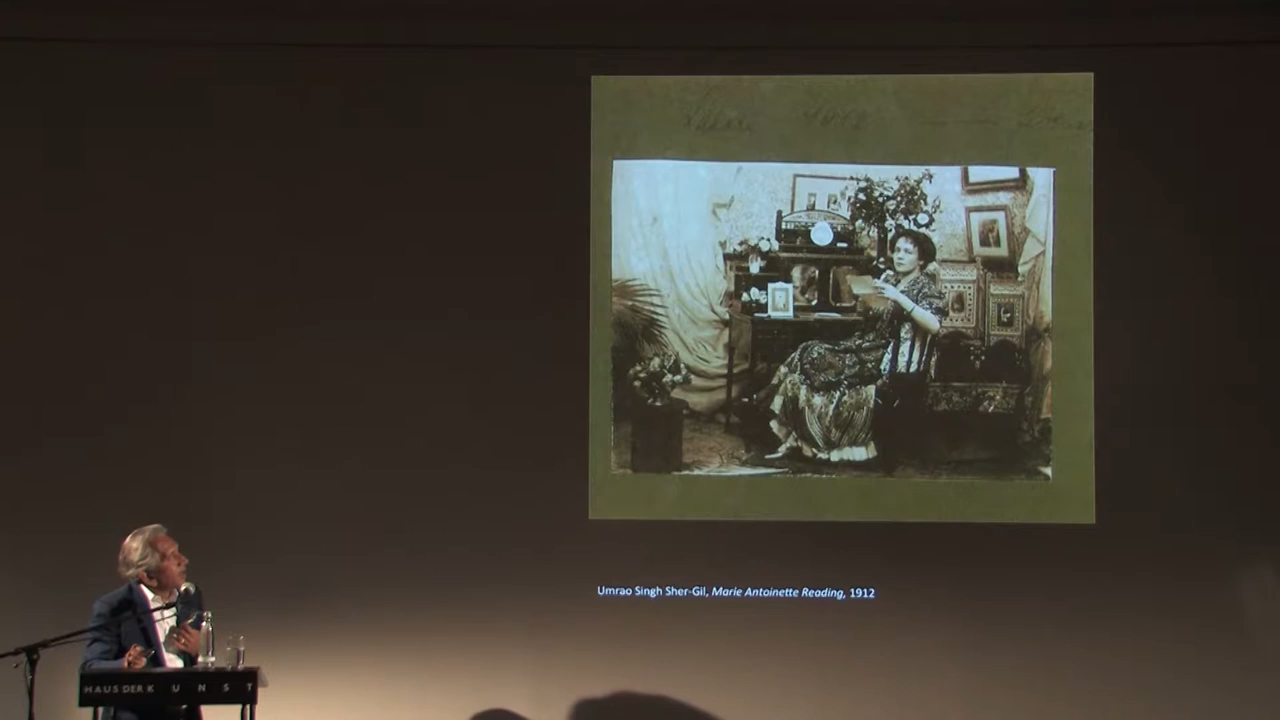 Umrao Singh Sher-Gil, Marie Antoinette Reading, 1912
HAUS DER K U N S T